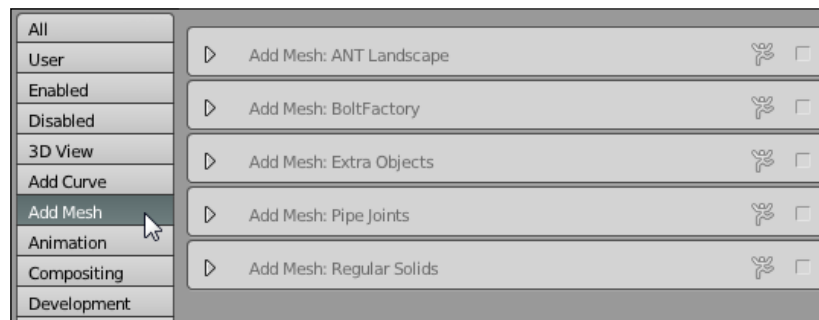 All
User
Enabled
Disabled
3D View
Add Curve
Add Mesh
Animation
Compositing
Development
Add Mesh: ANT Landscape
Add Mesh: BoltFactory
Add Mesh: Extra Objects
Add Mesh: Pipe Joints
Add Mesh: Regular Solids